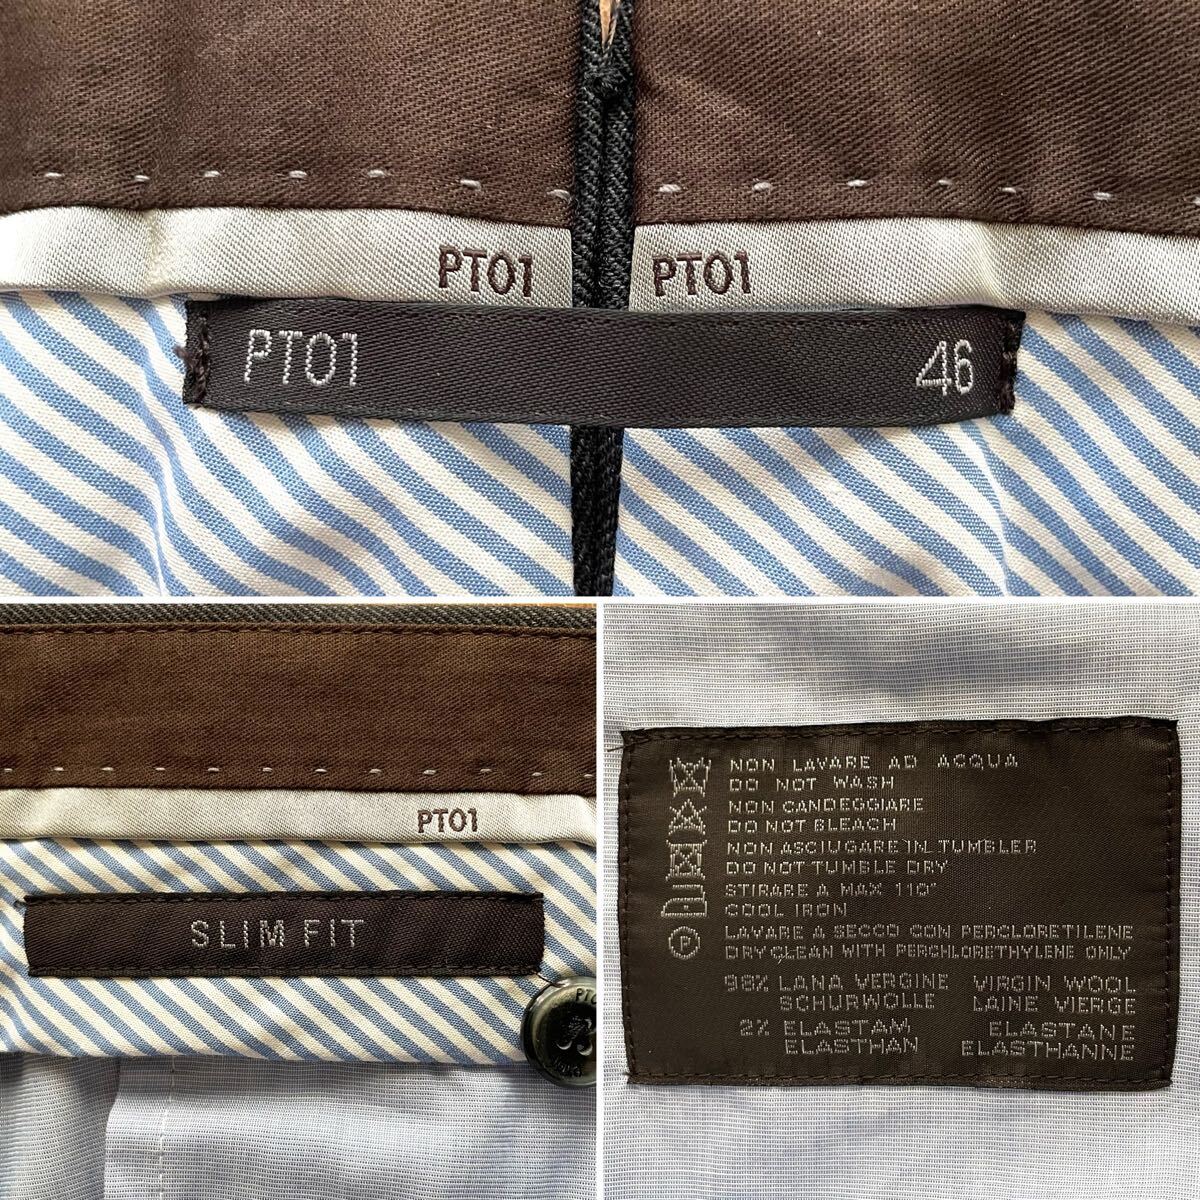 PT01 PT01
PT01 46
PT01
SLIM FIT
NON LAVARE AD ACQUA
DO NOT WASH
NON CANDEGGIARE
DO NOT BLEACH
NON ASCIUGARE IN TUMBLER
DO NOT TUMBLE DRY
STIRARE A MAX 110°
COOL IRON
P LAVARE A SECCO CON PERCLORETILENE
DRY CLEAN WITH PERCHLORETHYLENE ONLY
98% LANA VERGINE VIRGIN WOOL
SCHURWOLLE LAINE VIERGE
2% ELASTAM ELASTANE
ELASTHAN ELASTHANNE